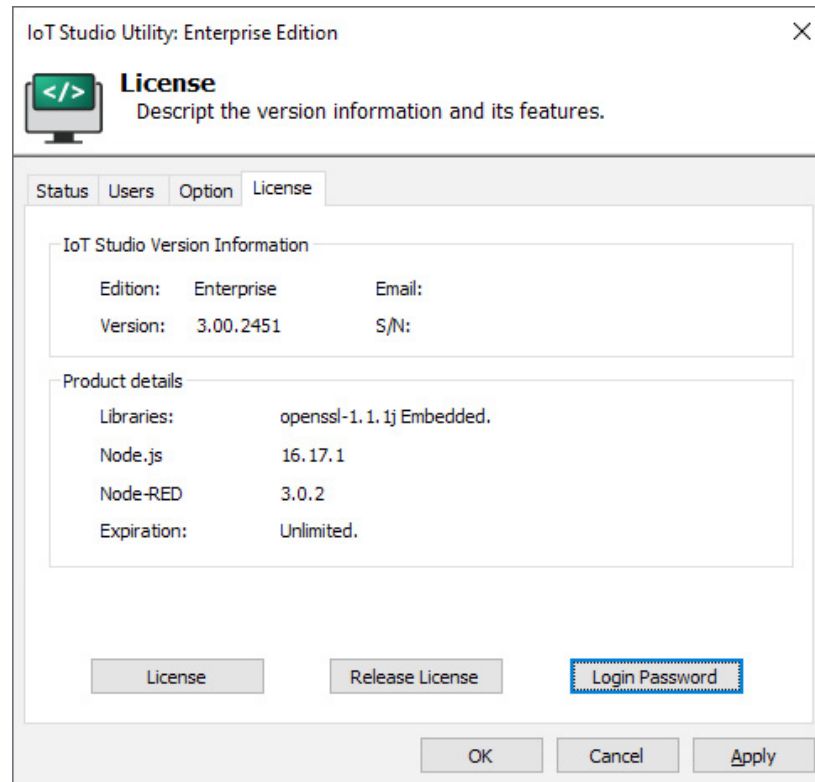 IoT Studio Utility: Enterprise Edition
</>
License
Descript the version information and its features.
Status Users Option License
IoT Studio Version Information
Edition: Enterprise Email:
Version: 3.00.2451 S/N:
Product details
Libraries: openssl-1.1.1j Embedded.
Node.js 16.17.1
Node-RED 3.0.2
Expiration: Unlimited.
License Release License Login Password
OK Cancel Apply